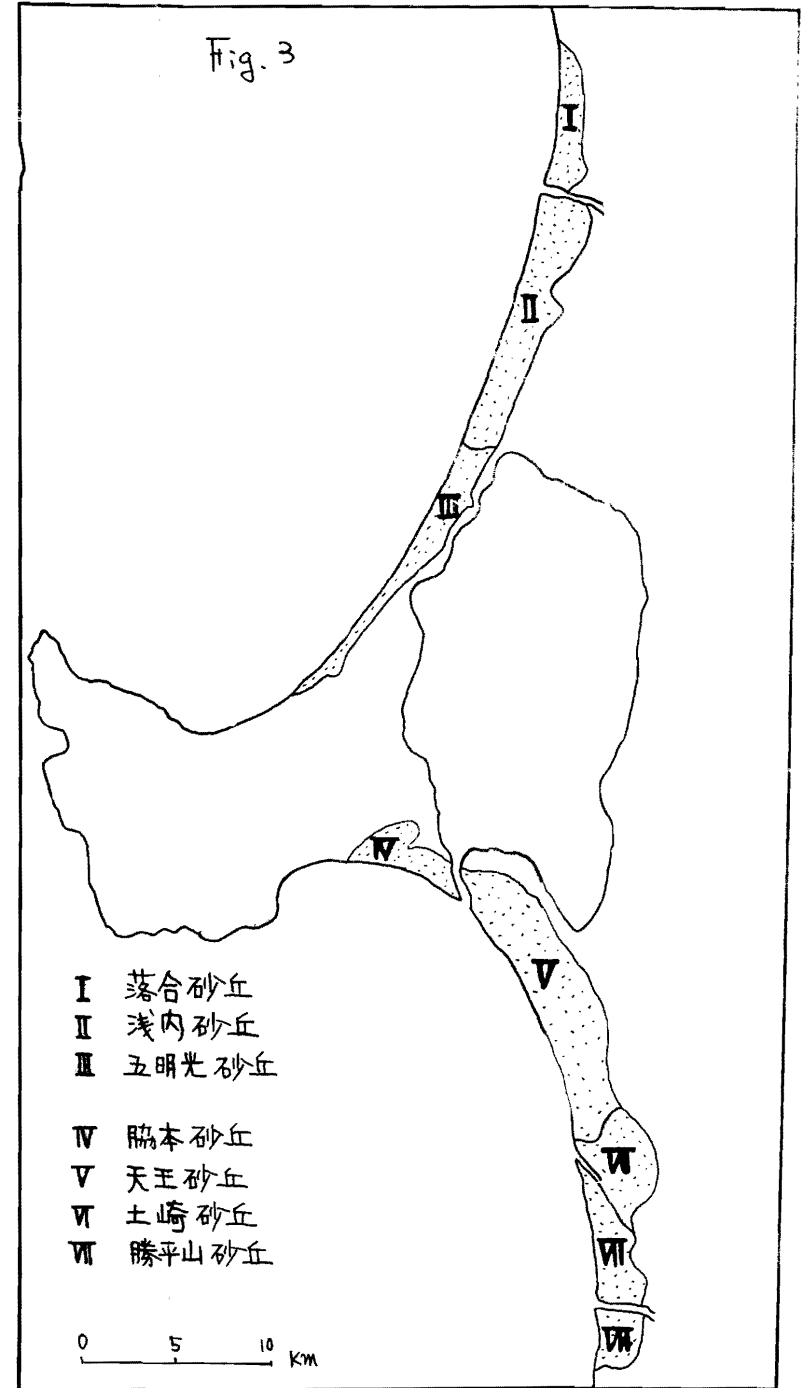 Fig. 3
I
II
III
IV
V
VI
VII
VII
I 落合砂丘
II 浅内砂丘
III 五明光砂丘
IV 脇本砂丘
V 天王砂丘
VI 土崎砂丘
VII 勝平山砂丘
0 5 10 Km